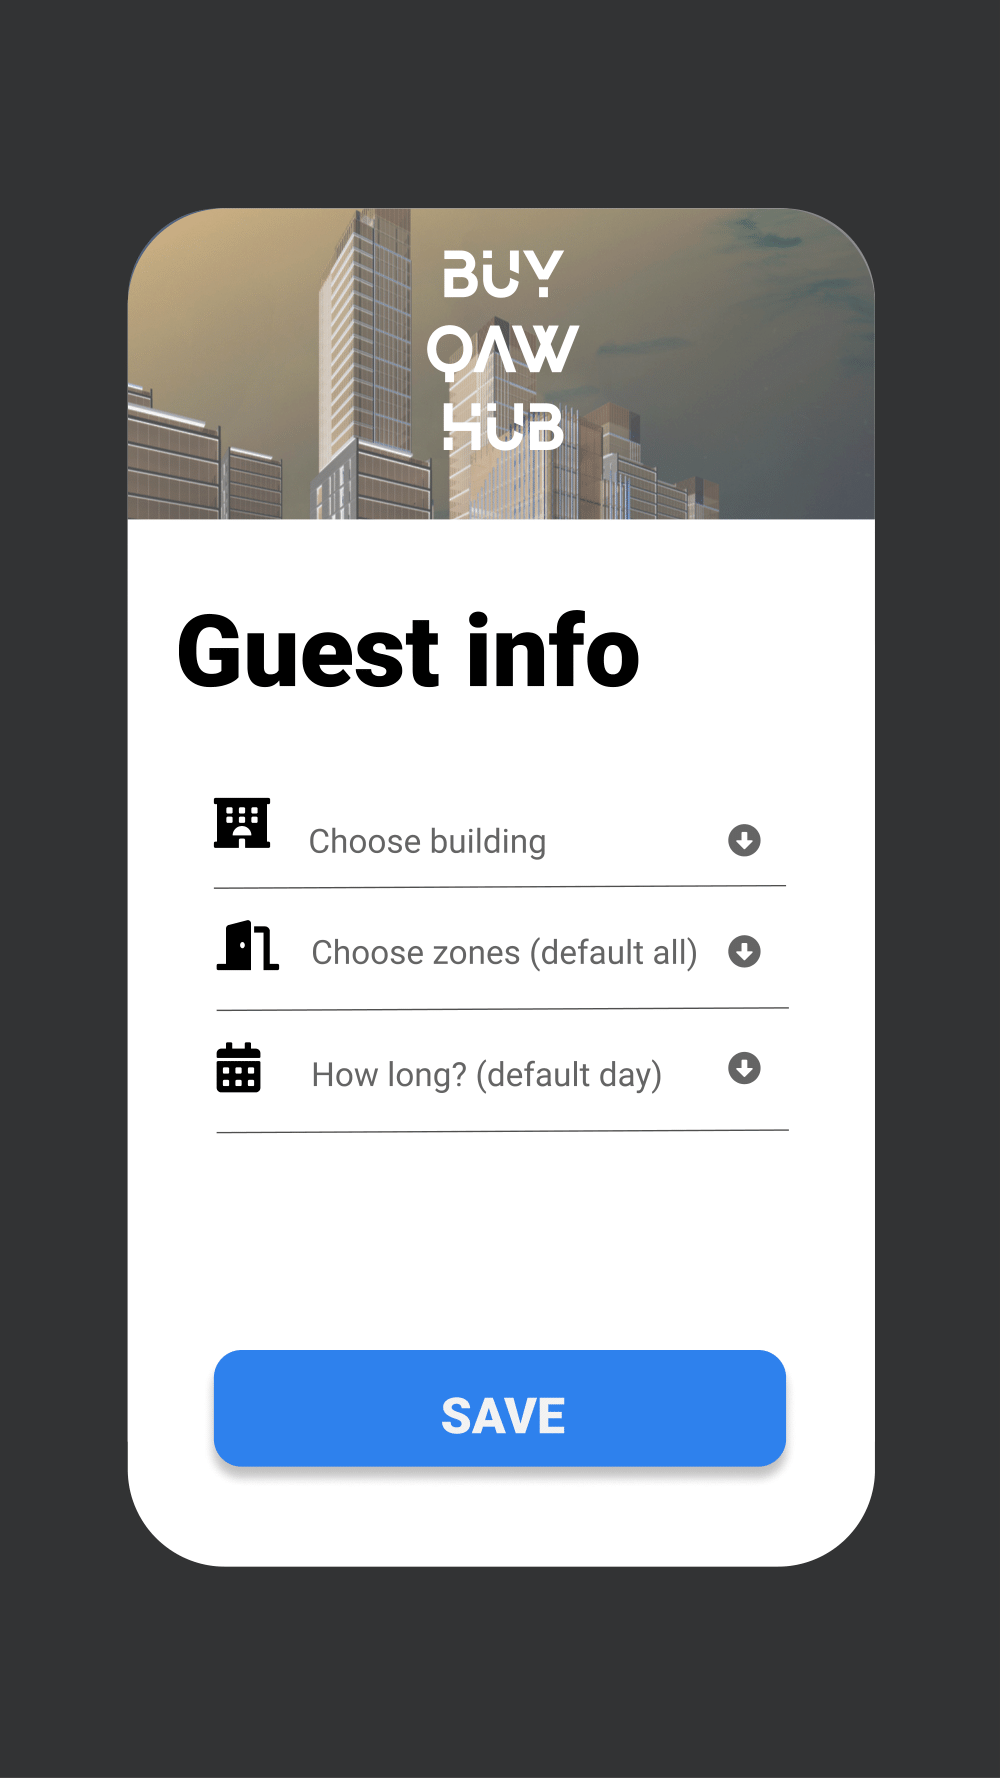 BUY
QAW
HUB
Guest info
Choose building
Choose zones (default all)
How long? (default day)
SAVE